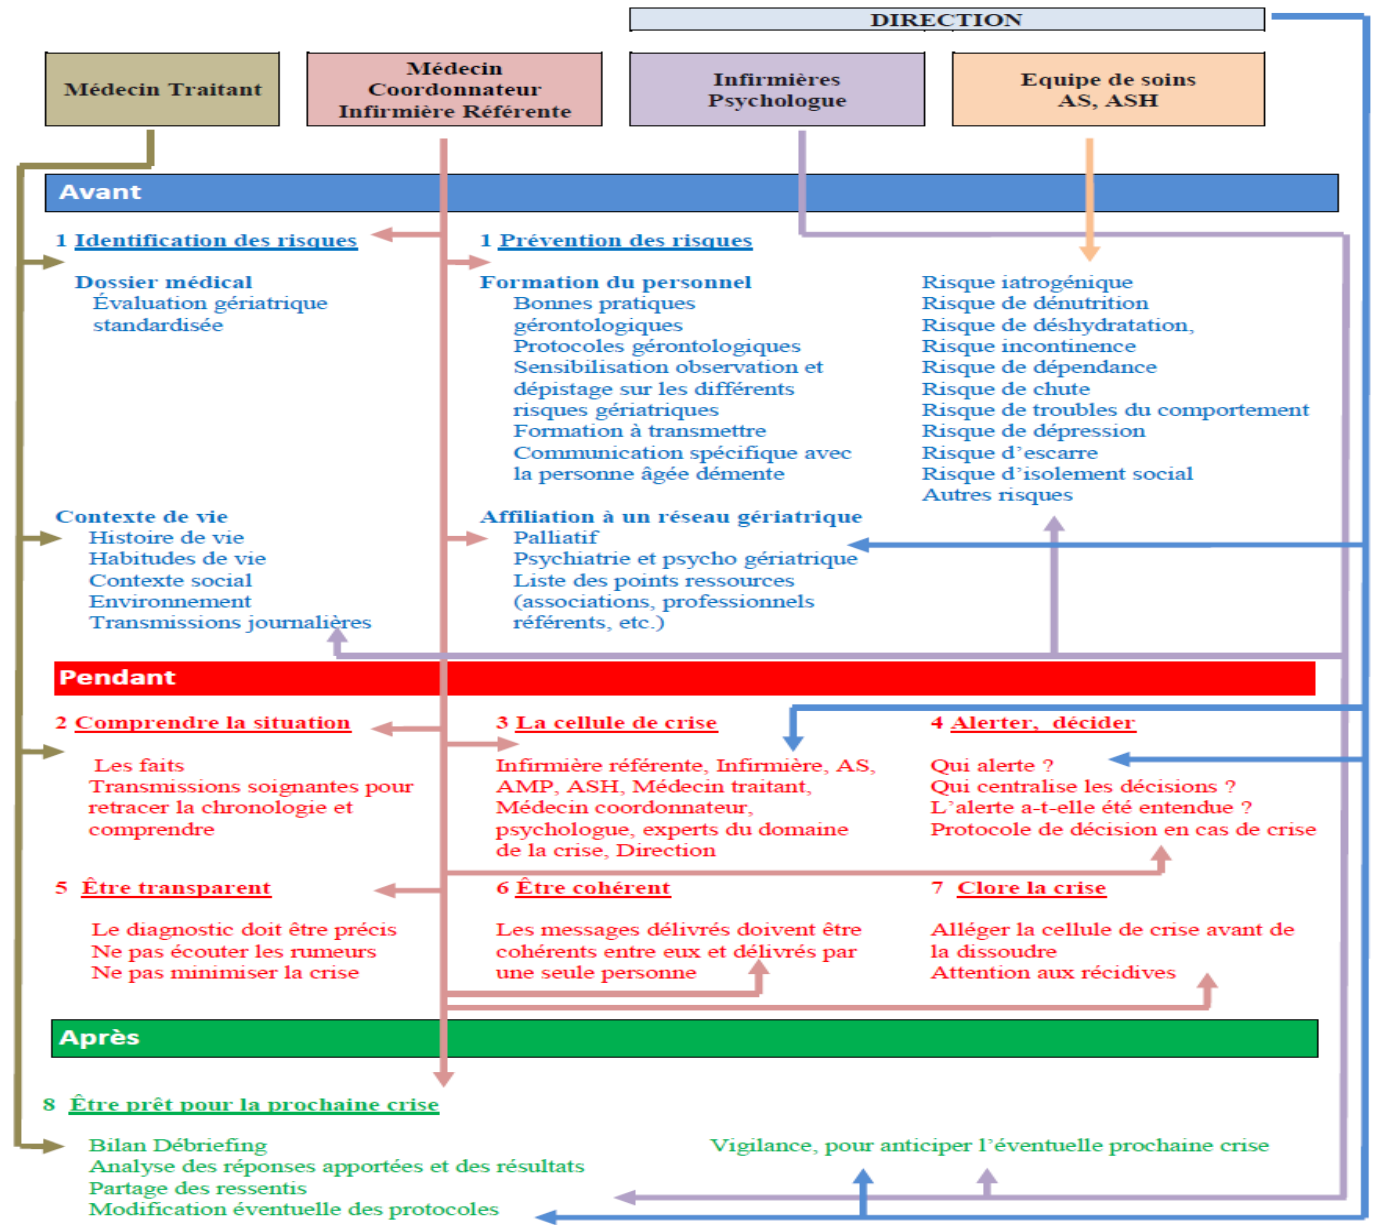 DIRECTION
Médecin Traitant
Médecin
Coordonnateur
Infirmière Référente
Infirmières
Psychologue
Equipe de soins
AS, ASH
Avant
1 Identification des risques
Dossier médical
Évaluation gériatrique
standardisée
Contexte de vie
Histoire de vie
Habitudes de vie
Contexte social
Environnement
Transmissions journalières
1 Prévention des risques
Formation du personnel
Bonnes pratiques
gérontologiques
Protocoles gérontologiques
Sensibilisation observation et
dépistage sur les différents
risques gériatriques
Formation à transmettre
Communication spécifique avec
la personne âgée démente
Affiliation à un réseau gériatrique
Palliatif
Psychiatrie et psycho gériatrique
Liste des points ressources
(associations, professionnels
référents, etc.)
Risque iatrogénique
Risque de dénutrition
Risque de déshydratation,
Risque incontinence
Risque de dépendance
Risque de chute
Risque de troubles du comportement
Risque de dépression
Risque d’escarre
Risque d’isolement social
Autres risques
Pendant
2 Comprendre la situation
Les faits
Transmissions soignantes pour
retracer la chronologie et
comprendre
3 La cellule de crise
Infirmière référente, Infirmière, AS,
AMP, ASH, Médecin traitant,
Médecin coordonnateur,
psychologue, experts du domaine
de la crise, Direction
4 Alerter, décider
Qui alerte ?
Qui centralise les décisions ?
L’alerte a-t-elle été entendue ?
Protocole de décision en cas de crise
5 Être transparent
Le diagnostic doit être précis
Ne pas écouter les rumeurs
Ne pas minimiser la crise
6 Être cohérent
Les messages délivrés doivent être
cohérents entre eux et délivrés par
une seule personne
7 Clore la crise
Alléger la cellule de crise avant de
la dissoudre
Attention aux récidives
Après
8 Être prêt pour la prochaine crise
Bilan Débriefing
Analyse des réponses apportées et des résultats
Partage des ressentis
Modification éventuelle des protocoles
Vigilance, pour anticiper l’éventuelle prochaine crise